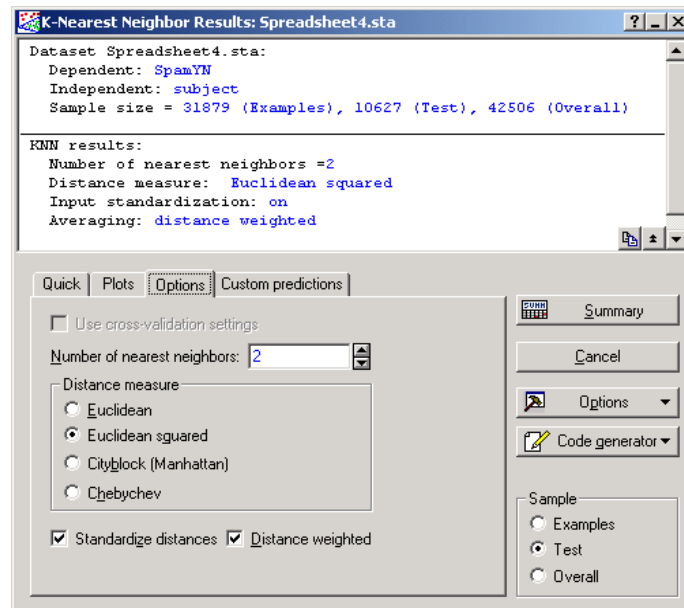 K-Nearest Neighbor Results: Spreadsheet4.sta
Dataset Spreadsheet4.sta:
Dependent: SpamYN
Independent: subject
Sample size = 31879 (Examples), 10627 (Test), 42506 (Overall)
KNN results:
Number of nearest neighbors =2
Distance measure: Euclidean squared
Input standardization: on
Averaging: distance weighted
Quick Plots Options Custom predictions
Use cross-validation settings
Number of nearest neighbors: 2
Distance measure
Euclidean
Euclidean squared
Cityblock (Manhattan)
Chebychev
Standardize distances Distance weighted
SUMM Summary
Cancel
Options
Code generator
Sample
Examples
Test
Overall